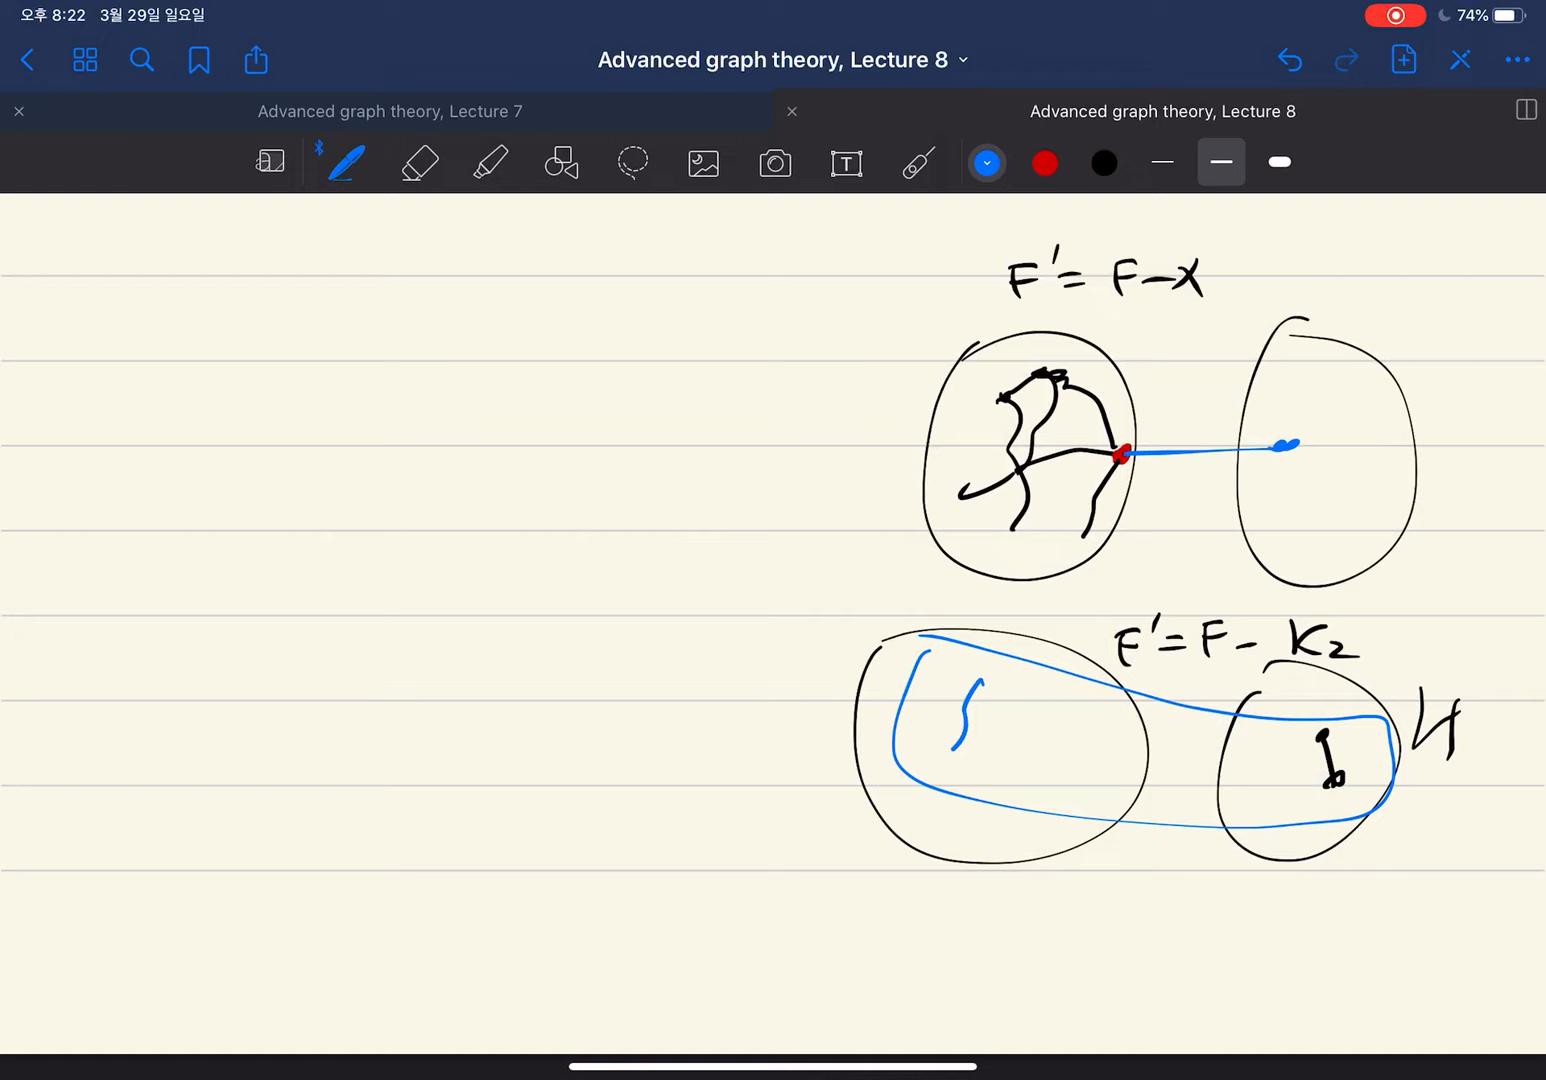 오후 8:22 3월 29일 일요일
74%
Advanced graph theory, Lecture 8
Advanced graph theory, Lecture 7
Advanced graph theory, Lecture 8
T
F' = F - X
F' = F - K₂